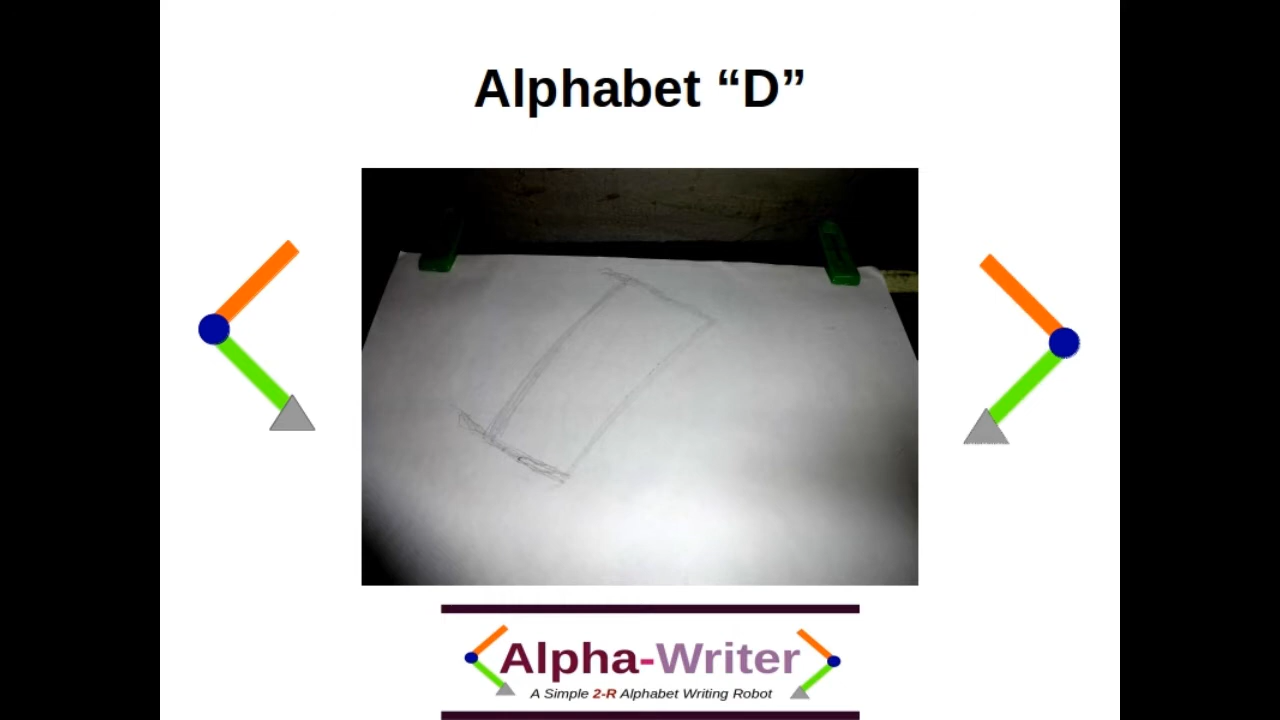 Alphabet “D”
D
Alpha-Writer
A Simple 2-R Alphabet Writing Robot